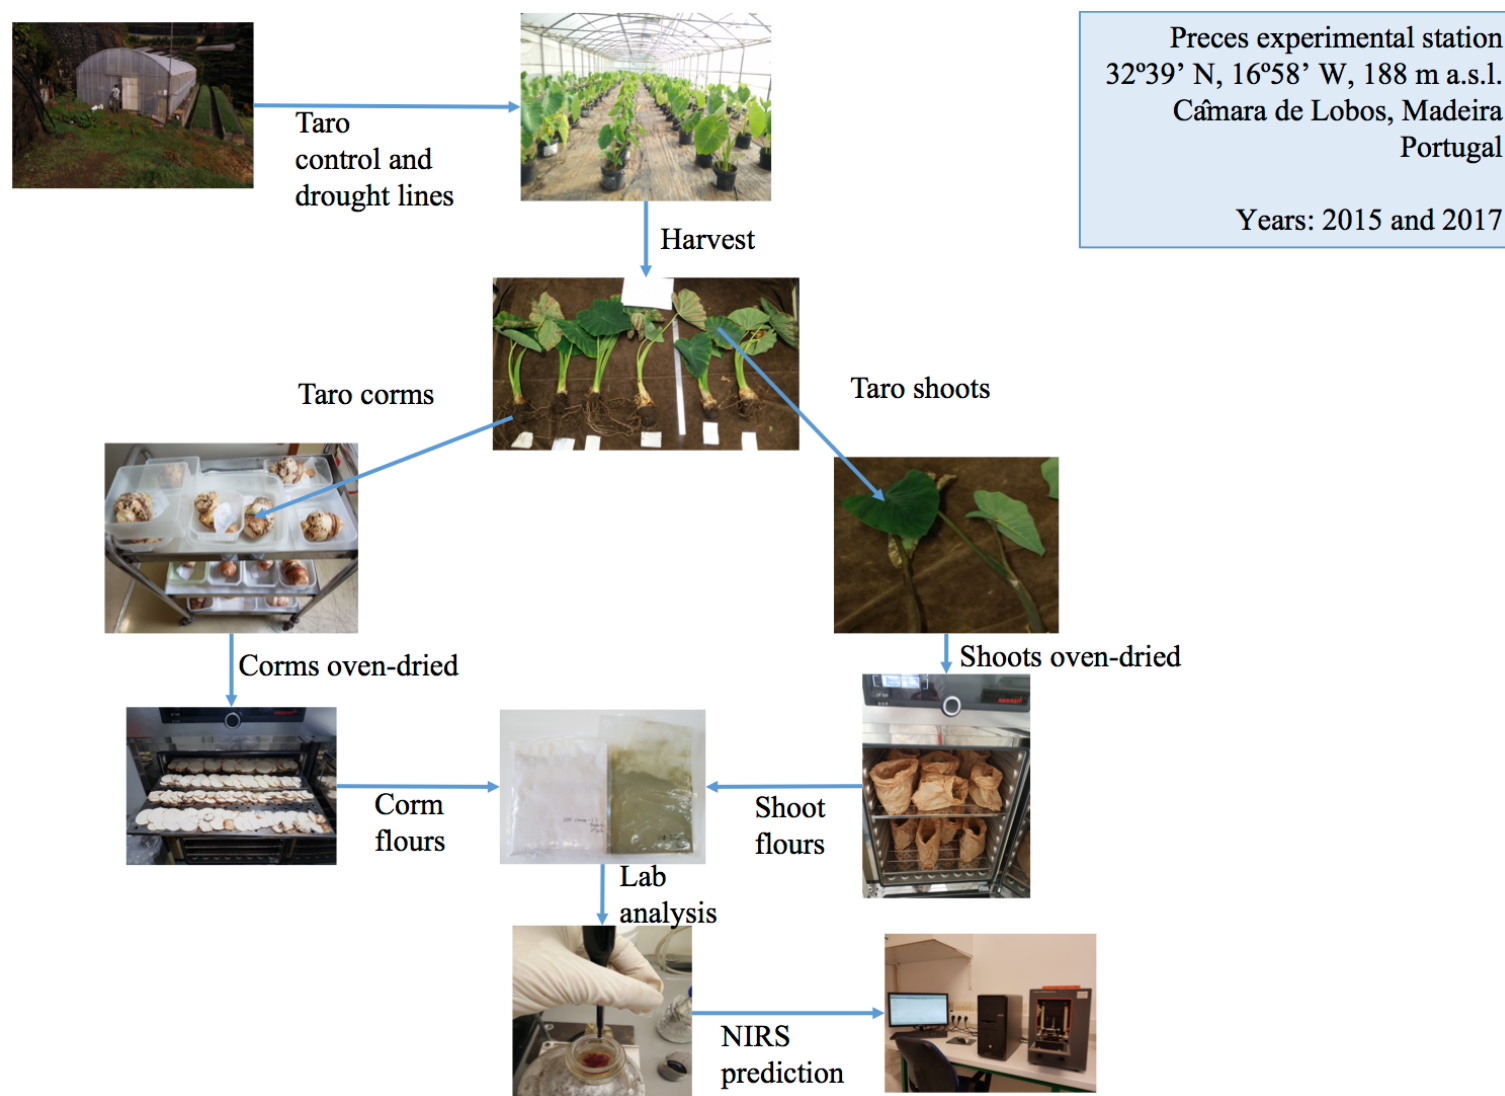 Preces experimental station
32º39’ N, 16º58’ W, 188 m a.s.l.
Câmara de Lobos, Madeira
Portugal
Years: 2015 and 2017
Taro
control and
drought lines
Harvest
Taro corms
Taro shoots
Corms oven-dried
Shoots oven-dried
Corm
flours
Shoot
flours
Lab
analysis
NIRS
prediction